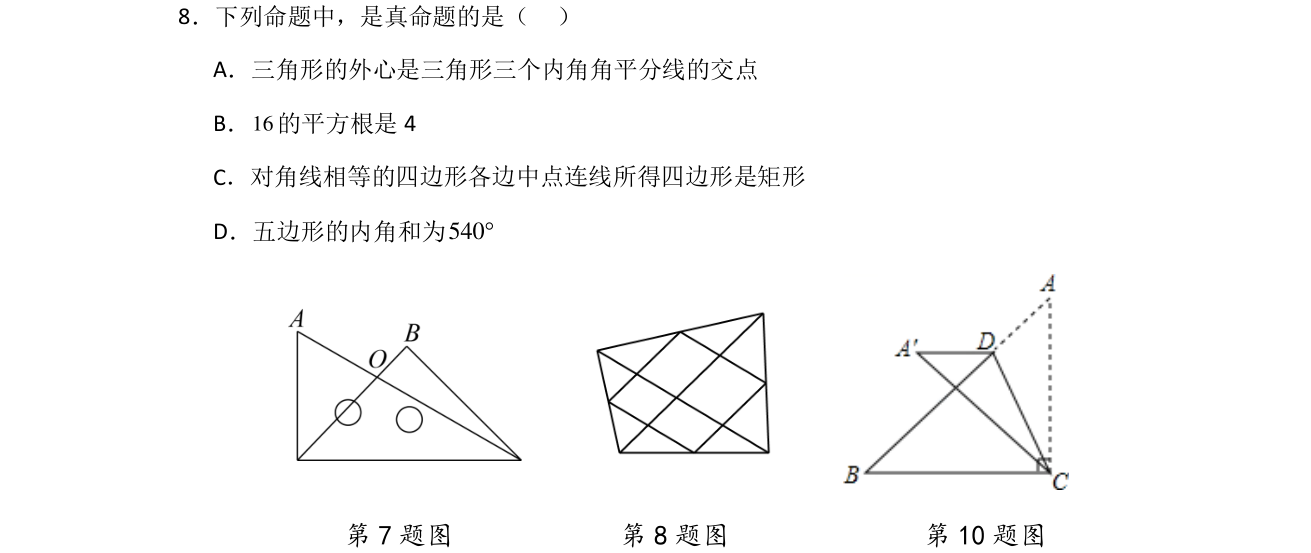 8．下列命题中，是真命题的是（    ）
A．三角形的外心是三角形三个内角角平分线的交点
B．16的平方根是 4
C．对角线相等的四边形各边中点连线所得四边形是矩形
D．五边形的内角和为540°
A
B
O
A
A′
D
B
C
第 7 题图
第 8 题图
第 10 题图